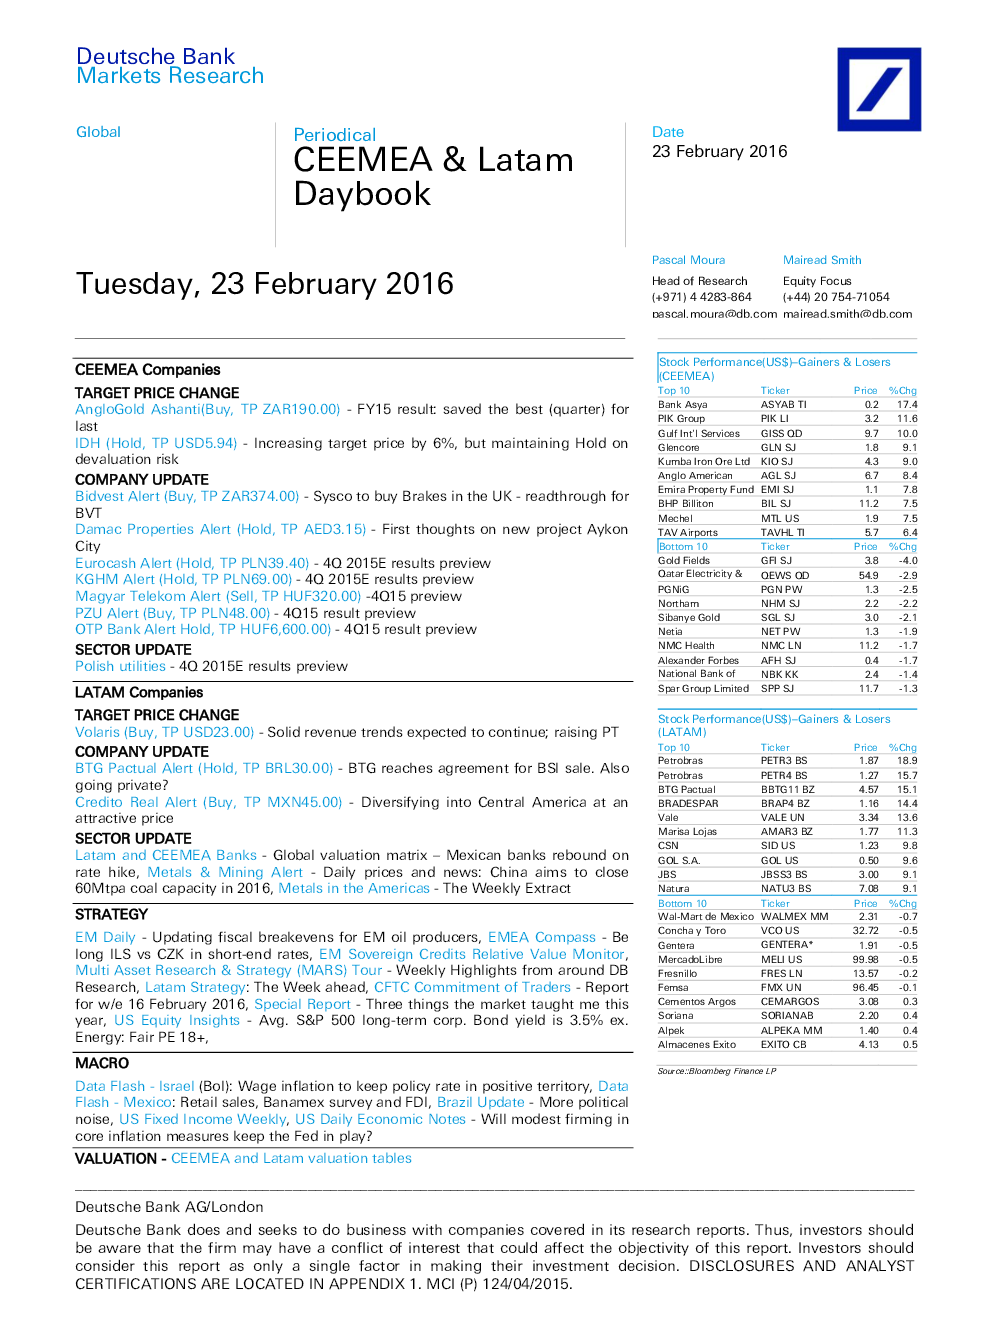 Deutsche Bank
Markets Research
Global
Periodical
CEEMEA & Latam
Daybook
Date
23 February 2016
Tuesday, 23 February 2016
Pascal Moura Mairead Smith
Head of Research Equity Focus
(+971) 4 4283-864 (+44) 20 754-71054
pascal.moura@db.com mairead.smith@db.com
CEEMEA Companies
TARGET PRICE CHANGE
AngloGold Ashanti(Buy, TP ZAR190.00) - FY15 result: saved the best (quarter) for
last
IDH (Hold, TP USD5.94) - Increasing target price by 6%, but maintaining Hold on
devaluation risk
COMPANY UPDATE
Bidvest Alert (Buy, TP ZAR374.00) - Sysco to buy Brakes in the UK - readthrough for
BVT
Damac Properties Alert (Hold, TP AED3.15) - First thoughts on new project Aykon
City
Eurocash Alert (Hold, TP PLN39.40) - 4Q 2015E results preview
KGHM Alert (Hold, TP PLN69.00) - 4Q 2015E results preview
Magyar Telekom Alert (Sell, TP HUF320.00) -4Q15 preview
PZU Alert (Buy, TP PLN48.00) - 4Q15 result preview
OTP Bank Alert Hold, TP HUF6,600.00) - 4Q15 result preview
SECTOR UPDATE
Polish utilities - 4Q 2015E results preview
LATAM Companies
TARGET PRICE CHANGE
Volaris (Buy, TP USD23.00) - Solid revenue trends expected to continue; raising PT
COMPANY UPDATE
BTG Pactual Alert (Hold, TP BRL30.00) - BTG reaches agreement for BSI sale. Also
going private?
Credito Real Alert (Buy, TP MXN45.00) - Diversifying into Central America at an
attractive price
SECTOR UPDATE
Latam and CEEMEA Banks - Global valuation matrix – Mexican banks rebound on
rate hike, Metals & Mining Alert - Daily prices and news: China aims to close
60Mtpa coal capacity in 2016, Metals in the Americas - The Weekly Extract
STRATEGY
EM Daily - Updating fiscal breakevens for EM oil producers, EMEA Compass - Be
long ILS vs CZK in short-end rates, EM Sovereign Credits Relative Value Monitor,
Multi Asset Research & Strategy (MARS) Tour - Weekly Highlights from around DB
Research, Latam Strategy: The Week ahead, CFTC Commitment of Traders - Report
for w/e 16 February 2016, Special Report - Three things the market taught me this
year, US Equity Insights - Avg. S&P 500 long-term corp. Bond yield is 3.5% ex.
Energy: Fair PE 18+,
MACRO
Data Flash - Israel (BoI): Wage inflation to keep policy rate in positive territory, Data
Flash - Mexico: Retail sales, Banamex survey and FDI, Brazil Update - More political
noise, US Fixed Income Weekly, US Daily Economic Notes - Will modest firming in
core inflation measures keep the Fed in play?
VALUATION - CEEMEA and Latam valuation tables
Stock Performance(US$)–Gainers & Losers
(CEEMEA)
Top 10 Ticker Price %Chg
Bank Asya ASYAB TI 0.2 17.4
PIK Group PIK LI 3.2 11.6
Gulf Int'l Services GISS QD 9.7 10.0
Glencore GLN SJ 1.8 9.1
Kumba Iron Ore Ltd KIO SJ 4.3 9.0
Anglo American AGL SJ 6.7 8.4
Emira Property Fund EMI SJ 1.1 7.8
BHP Billiton BIL SJ 11.2 7.5
Mechel MTL US 1.9 7.5
TAV Airports TAVHL TI 5.7 6.4
Bottom 10 Ticker Price %Chg
Gold Fields GFI SJ 3.8 -4.0
Qatar Electricity & QEWS QD 54.9 -2.9
PGNiG PGN PW 1.3 -2.5
Northam NHM SJ 2.2 -2.2
Sibanye Gold SGL SJ 3.0 -2.1
Netia NET PW 1.3 -1.9
NMC Health NMC LN 11.2 -1.7
Alexander Forbes AFH SJ 0.4 -1.7
National Bank of NBK KK 2.4 -1.4
Spar Group Limited SPP SJ 11.7 -1.3
Stock Performance(US$)–Gainers & Losers
(LATAM)
Top 10 Ticker Price %Chg
Petrobras PETR3 BS 1.87 18.9
Petrobras PETR4 BS 1.27 15.7
BTG Pactual BBTG11 BZ 4.57 15.1
BRADESPAR BRAP4 BZ 1.16 14.4
Vale VALE UN 3.34 13.6
Marisa Lojas AMAR3 BZ 1.77 11.3
CSN SID US 1.23 9.8
GOL S.A. GOL US 0.50 9.6
JBS JBSS3 BS 3.00 9.1
Natura NATU3 BS 7.08 9.1
Bottom 10 Ticker Price %Chg
Wal-Mart de Mexico WALMEX MM 2.31 -0.7
Concha y Toro VCO US 32.72 -0.5
Gentera GENTERA* 1.91 -0.5
MercadoLibre MELI US 99.98 -0.5
Fresnillo FRES LN 13.57 -0.2
Femsa FMX UN 96.45 -0.1
Cementos Argos CEMARGOS 3.08 0.3
Soriana SORIANAB 2.20 0.4
Alpek ALPEKA MM 1.40 0.4
Almacenes Exito EXITO CB 4.13 0.5
Source::Bloomberg Finance LP
Deutsche Bank AG/London
Deutsche Bank does and seeks to do business with companies covered in its research reports. Thus, investors should
be aware that the firm may have a conflict of interest that could affect the objectivity of this report. Investors should
consider this report as only a single factor in making their investment decision. DISCLOSURES AND ANALYST
CERTIFICATIONS ARE LOCATED IN APPENDIX 1. MCI (P) 124/04/2015.